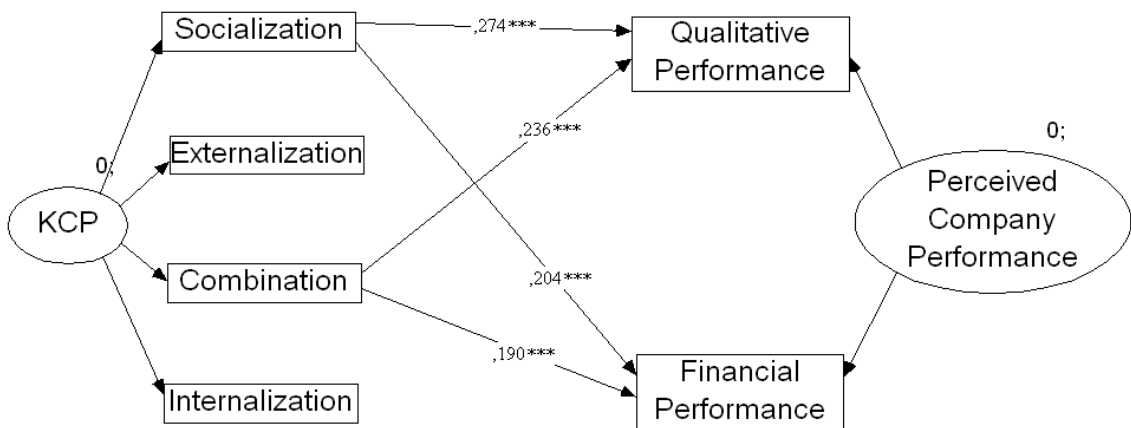 Socialization
,274***
Qualitative
Performance
,236***
0;
Externalization
0;
KCP
Perceived
Company
Performance
Combination
,204***
,190***
Internalization
Financial
Performance